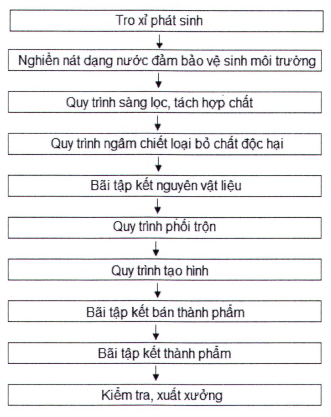 Tro xỉ phát sinh
Nghiền nát dạng nước đảm bảo vệ sinh môi trường
Quy trình sàng lọc, tách hợp chất
Quy trình ngâm chiết loại bỏ chất độc hại
Bãi tập kết nguyên vật liệu
Quy trình phối trộn
Quy trình tạo hình
Bãi tập kết bán thành phẩm
Bãi tập kết thành phẩm
Kiểm tra, xuất xưởng